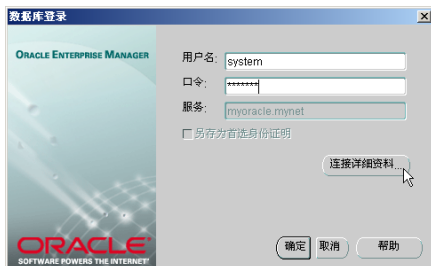 数据库登录
ORACLE ENTERPRISE MANAGER
用户名: system
口令: *******
服务: myoracle.mynet
另存为首选身份证明
连接详细资料...
确定 取消 帮助
ORACLE
SOFTWARE POWERS THE INTERNET™